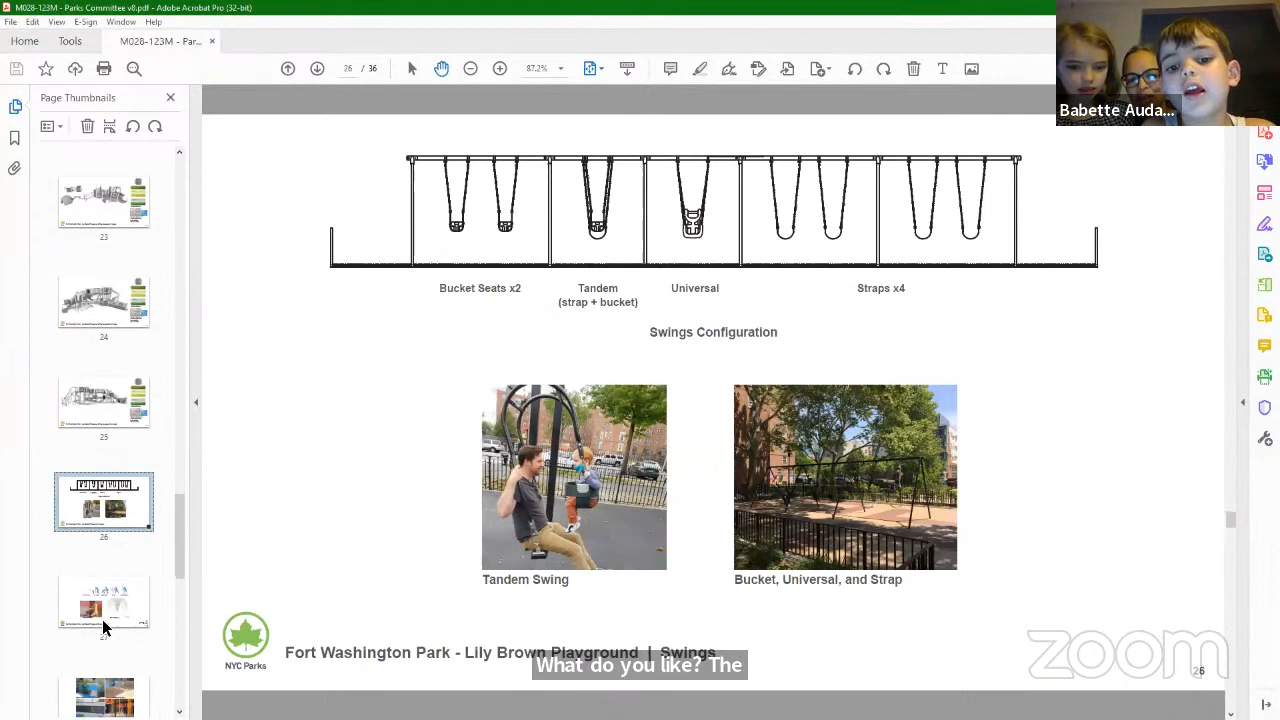 M028-123M - Parks Committee v8.pdf - Adobe Acrobat Pro (32-bit)
File Edit View E-Sign Window Help
Home Tools M028-123M - Par... ×
26 / 36 87.2%
Page Thumbnails
23
24
25
26
27
Bucket Seats x2
Tandem
(strap + bucket)
Universal
Straps x4
Swings Configuration
Tandem Swing
Bucket, Universal, and Strap
NYC Parks
Fort Washington Park - Lily Brown Playground | Swings
26
What do you like? The
zoom
Babette Auda...